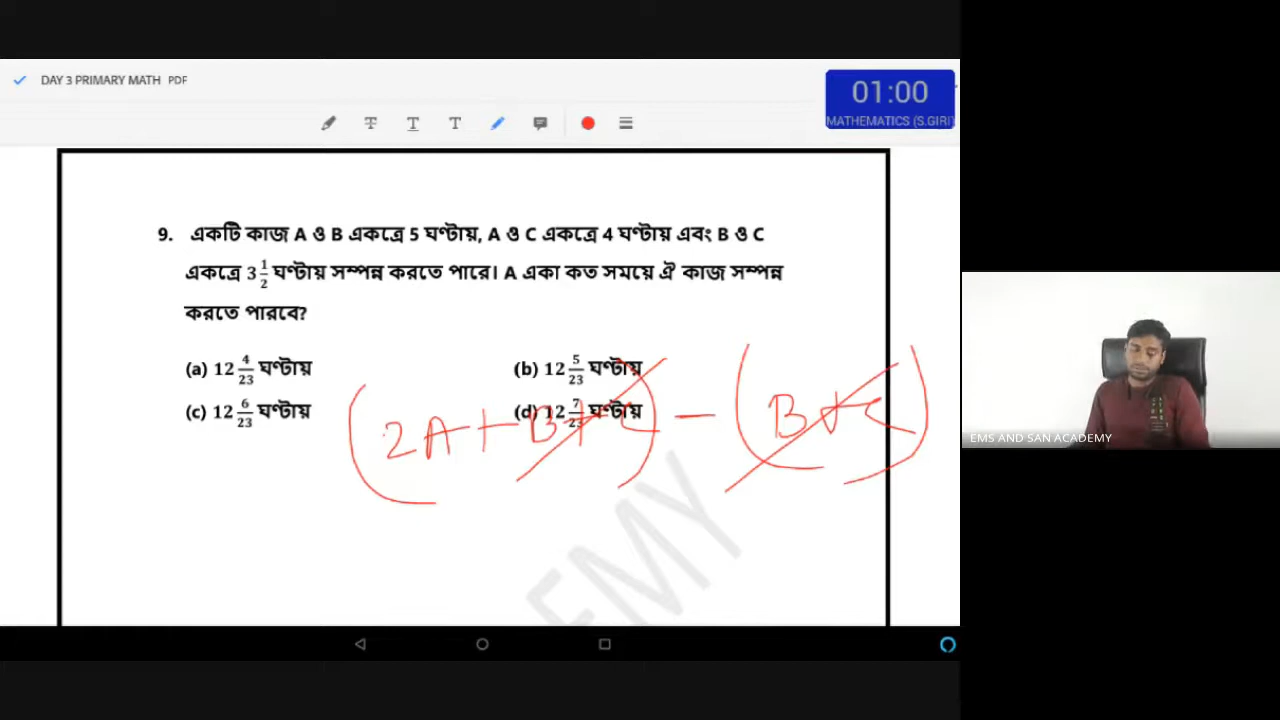 DAY 3 PRIMARY MATH PDF
01:00
MATHEMATICS (S.GIRI)
T T T
9. একটি কাজ A ও B একত্রে 5 ঘণ্টায়, A ও C একত্রে 4 ঘণ্টায় এবং B ও C
একত্রে 3 1/2 ঘণ্টায় সম্পন্ন করতে পারে। A একা কত সময়ে ঐ কাজ সম্পন্ন
করতে পারবে?
(a) 12 4/23 ঘণ্টায় (b) 12 5/23 ঘণ্টায়
(c) 12 6/23 ঘণ্টায় (d) 12 7/23 ঘণ্টায়
(2A + B + C) - (B + C)
EMY
EMS AND SAN ACADEMY